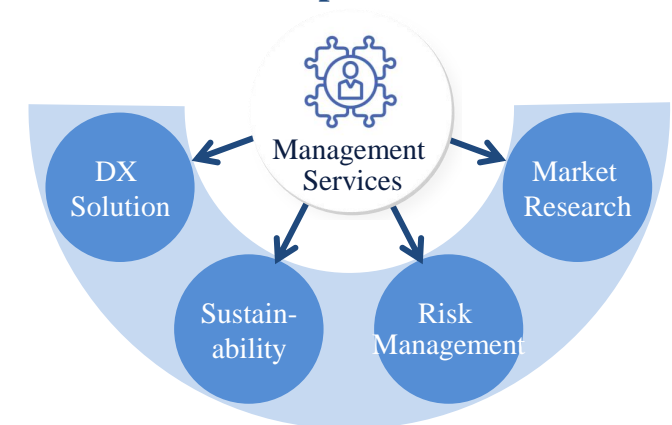 Management
Services
DX
Solution
Market
Research
Sustain-
ability
Risk
Management